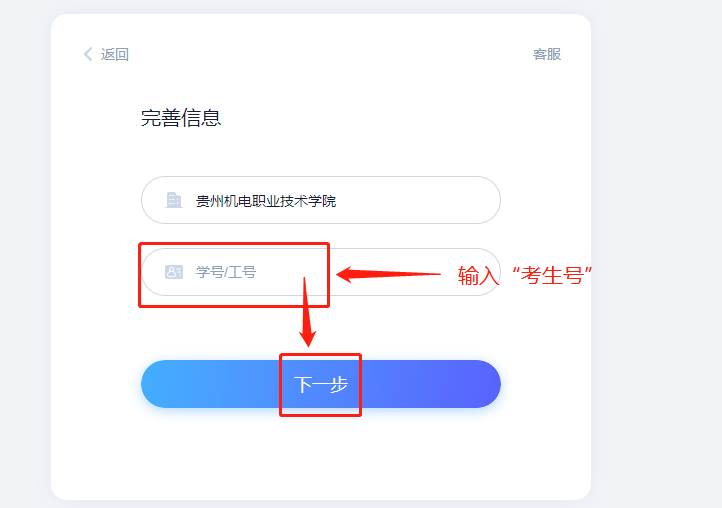 返回
客服
完善信息
贵州机电职业技术学院
学号/工号
输入“考生号”
下一步